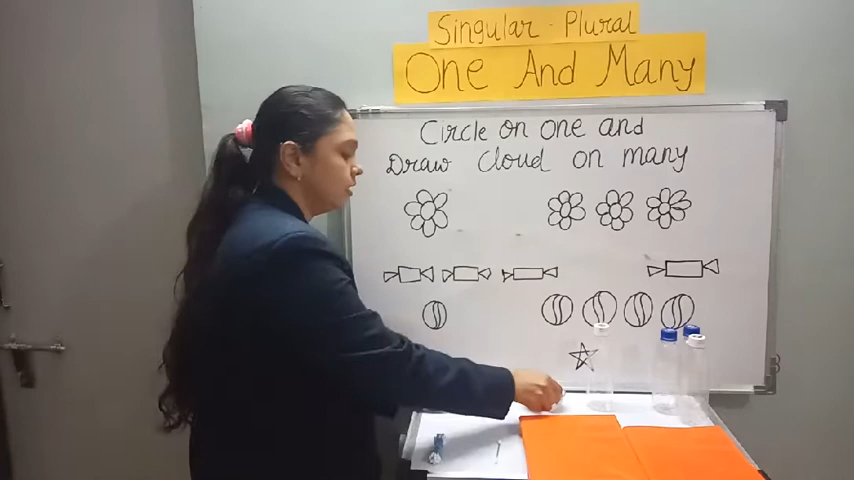 Singular - Plural
One And Many
Circle on one and
Draw Cloud on many